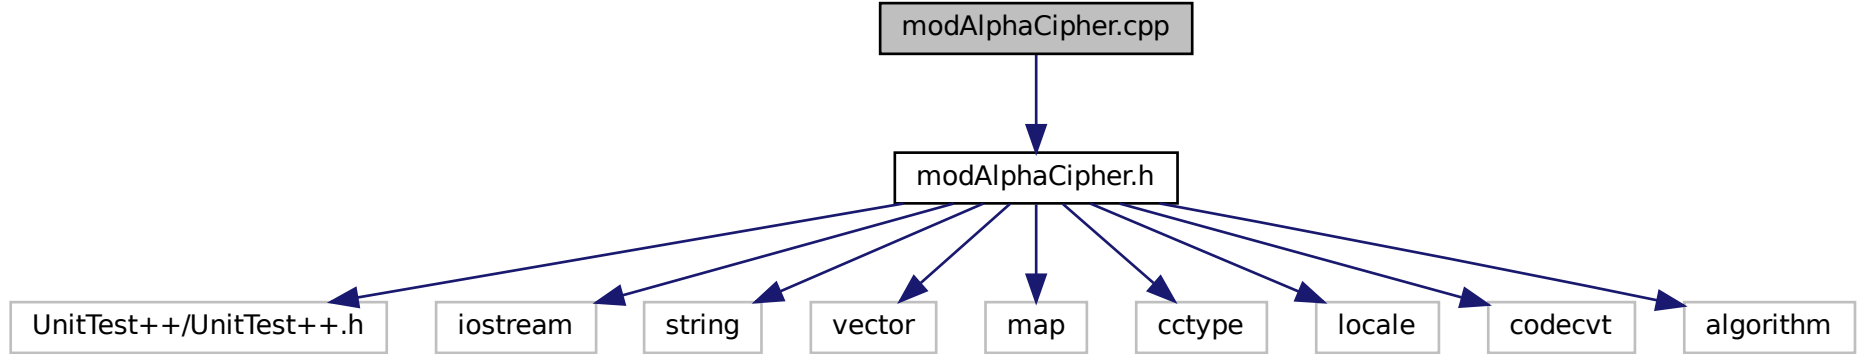 modAlphaCipher.cpp
modAlphaCipher.h
UnitTest++/UnitTest++.h
iostream
string
vector
map
cctype
locale
codecvt
algorithm